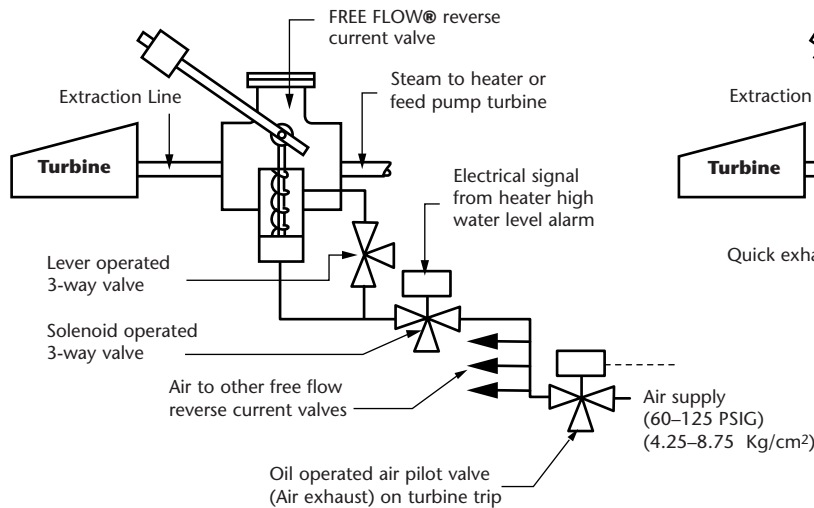 FREE FLOW® reverse
current valve
Extraction Line
Steam to heater or
feed pump turbine
Turbine
Electrical signal
from heater high
water level alarm
Lever operated
3-way valve
Solenoid operated
3-way valve
Air to other free flow
reverse current valves
Air supply
(60–125 PSIG)
(4.25–8.75 Kg/cm²)
Oil operated air pilot valve
(Air exhaust) on turbine trip
Extraction
Turbine
Quick